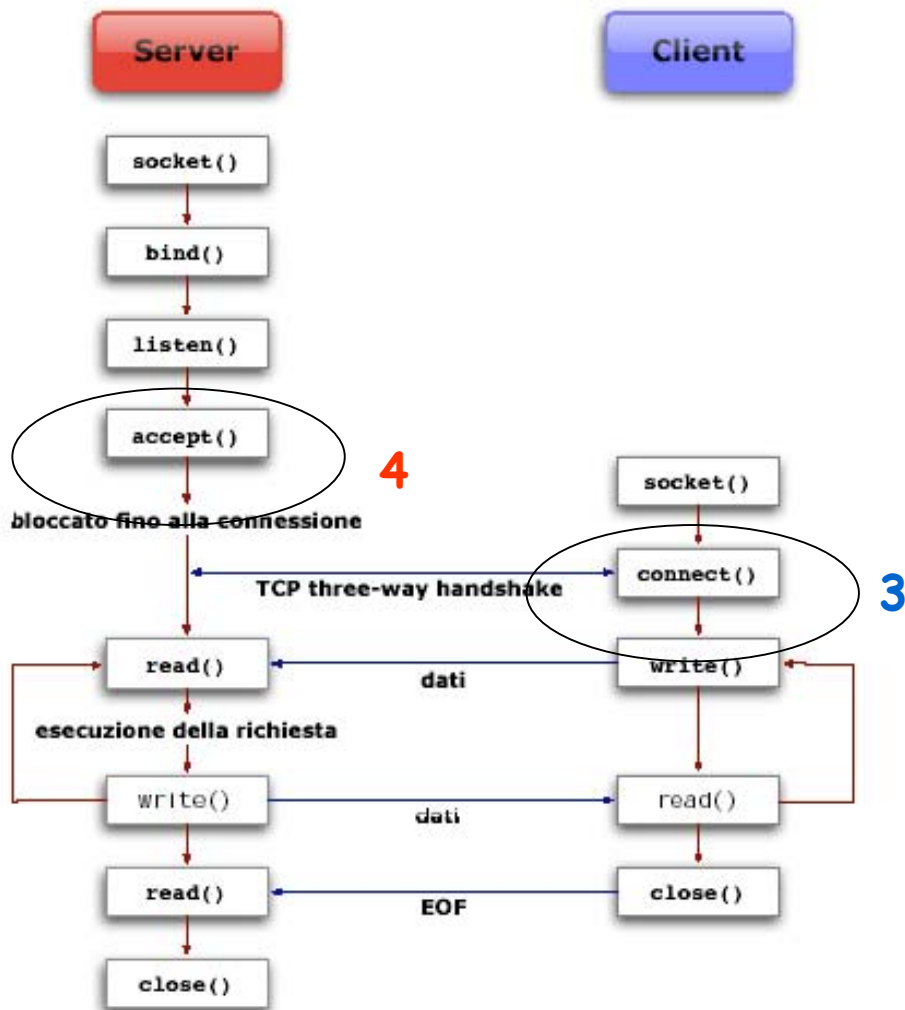 Server
Client
socket()
bind()
listen()
accept()
4
socket()
bloccato fino alla connessione
connect()
3
TCP three-way handshake
read()
write()
dati
esecuzione della richiesta
write()
read()
dati
read()
close()
EOF
close()